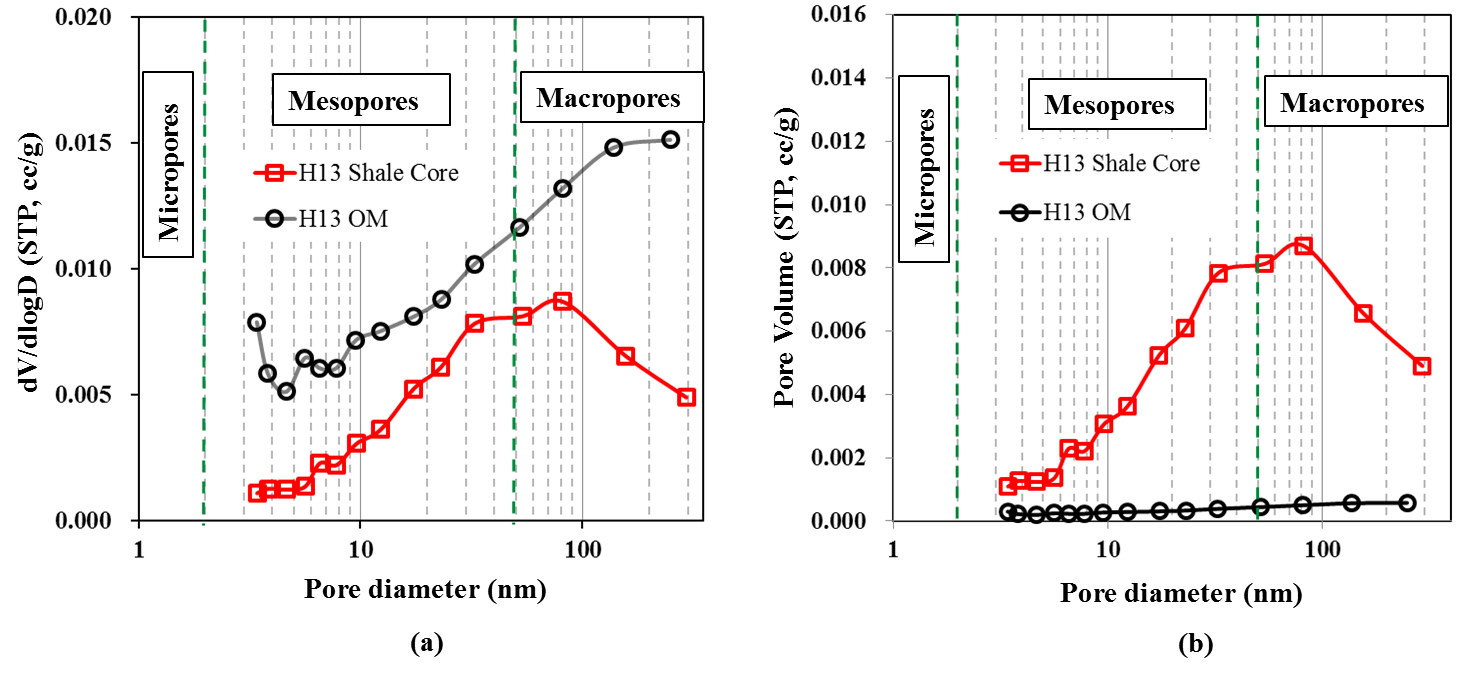 0.020
0.015
0.010
0.005
0.000
dV/dlogD (STP, cc/g)
Micropores
Mesopores
Macropores
H13 Shale Core
H13 OM
1
10
100
Pore diameter (nm)
(a)
0.016
0.014
0.012
0.010
0.008
0.006
0.004
0.002
0.000
Pore Volume (STP, cc/g)
Micropores
Mesopores
Macropores
H13 Shale Core
H13 OM
1
10
100
Pore diameter (nm)
(b)